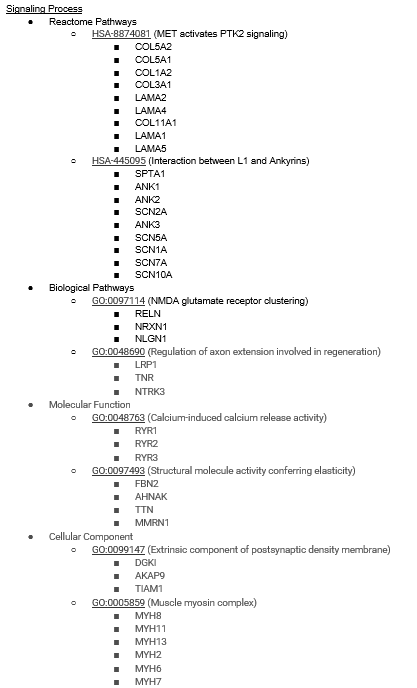 Signaling Process
● Reactome Pathways
○ HSA-8874081 (MET activates PTK2 signaling)
■ COL5A2
■ COL5A1
■ COL1A2
■ COL3A1
■ LAMA2
■ LAMA4
■ COL11A1
■ LAMA1
■ LAMA5
○ HSA-445095 (Interaction between L1 and Ankyrins)
■ SPTA1
■ ANK1
■ ANK2
■ SCN2A
■ ANK3
■ SCN5A
■ SCN1A
■ SCN7A
■ SCN10A
● Biological Pathways
○ GO:0097114 (NMDA glutamate receptor clustering)
■ RELN
■ NRXN1
■ NLGN1
○ GO:0048690 (Regulation of axon extension involved in regeneration)
■ LRP1
■ TNR
■ NTRK3
● Molecular Function
○ GO:0048763 (Calcium-induced calcium release activity)
■ RYR1
■ RYR2
■ RYR3
○ GO:0097493 (Structural molecule activity conferring elasticity)
■ FBN2
■ AHNAK
■ TTN
■ MMRN1
● Cellular Component
○ GO:0099147 (Extrinsic component of postsynaptic density membrane)
■ DGKI
■ AKAP9
■ TIAM1
○ GO:0005859 (Muscle myosin complex)
■ MYH8
■ MYH11
■ MYH13
■ MYH2
■ MYH6
■ MYH7